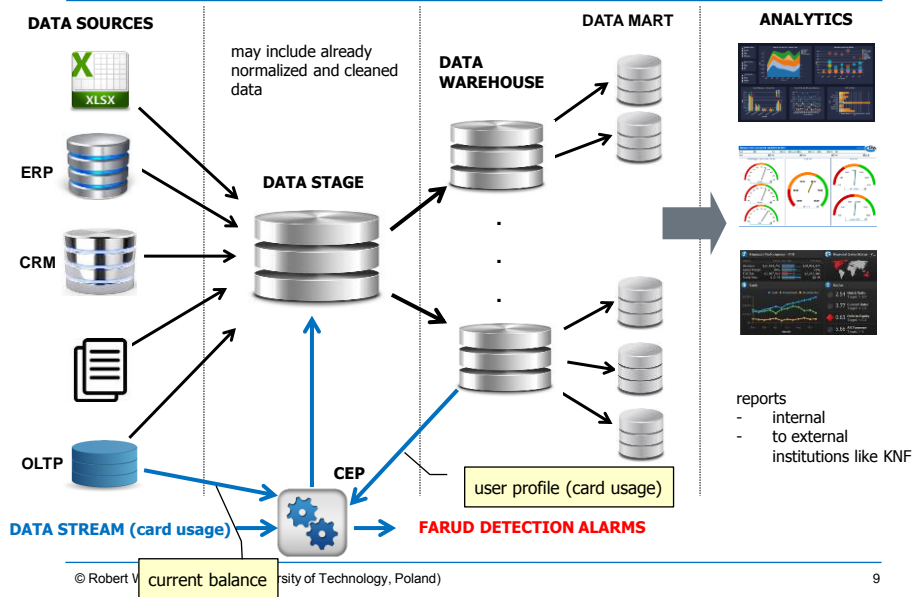 DATA SOURCES
DATA MART
ANALYTICS
may include already
normalized and cleaned
data
DATA
WAREHOUSE
XLSX
ERP
DATA STAGE
CRM
.
.
.
reports
- internal
- to external
institutions like KNF
OLTP
CEP
user profile (card usage)
DATA STREAM (card usage)
FARUD DETECTION ALARMS
current balance
© Robert W
rsity of Technology, Poland)
9